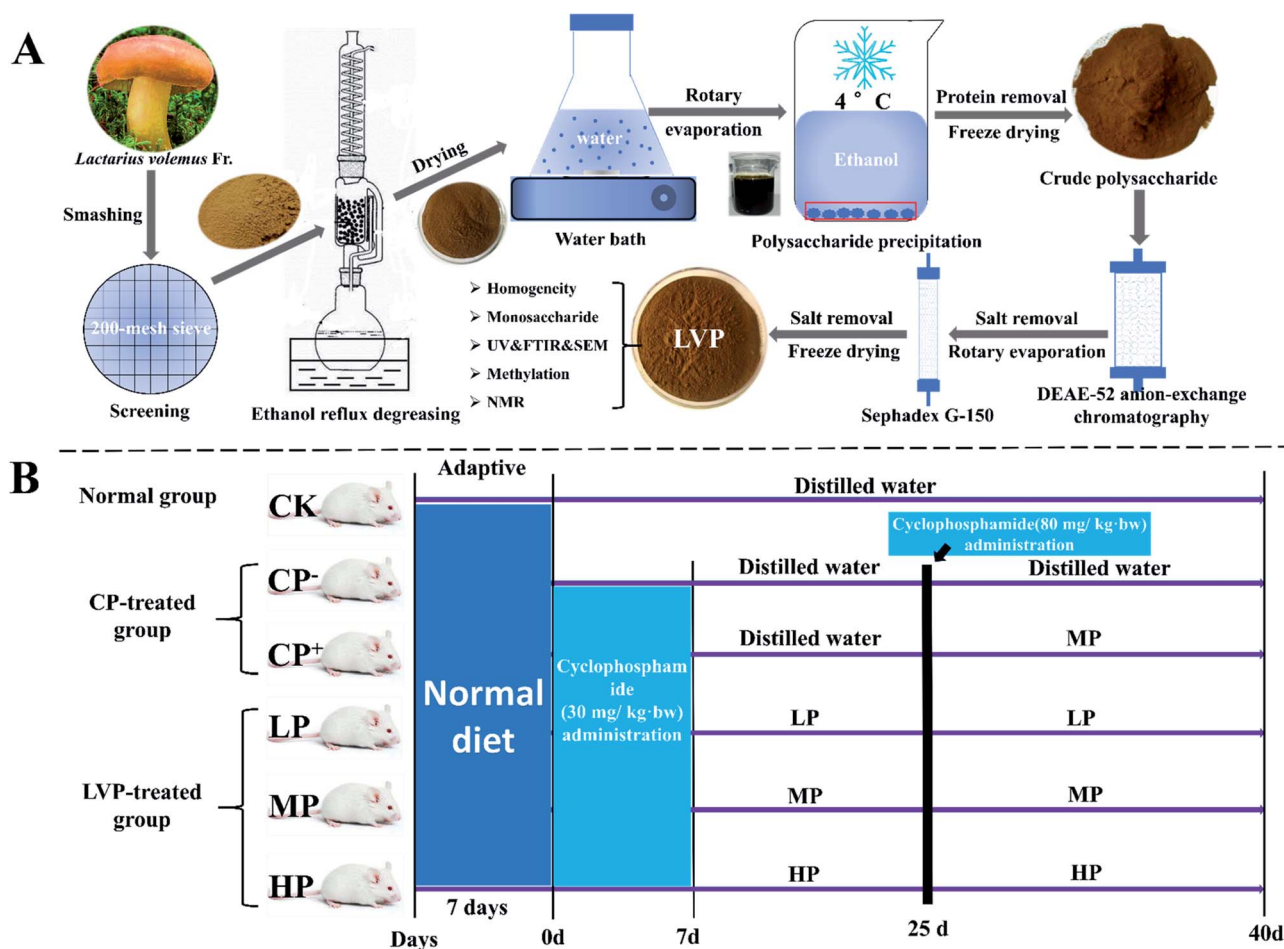 A
Lactarius volemus Fr.
Smashing
200-mesh sieve
Screening
Ethanol reflux degreasing
Drying
water
Water bath
Rotary
evaporation
4 ° C
Ethanol
Polysaccharide precipitation
Protein removal
Freeze drying
Crude polysaccharide
DEAE-52 anion-exchange
chromatography
Salt removal
Rotary evaporation
Sephadex G-150
Salt removal
Freeze drying
LVP
➢ Homogeneity
➢ Monosaccharide
➢ UV&FTIR&SEM
➢ Methylation
➢ NMR
B
Normal group
CP-treated
group
LVP-treated
group
CK
CP-
CP+
LP
MP
HP
Adaptive
Normal
diet
7 days
Cyclophospham
ide
(30 mg/ kg·bw)
administration
Distilled water
Cyclophosphamide(80 mg/ kg·bw)
administration
Distilled water
Distilled water
Distilled water
MP
LP
LP
MP
MP
HP
HP
Days
0d
7d
25 d
40d